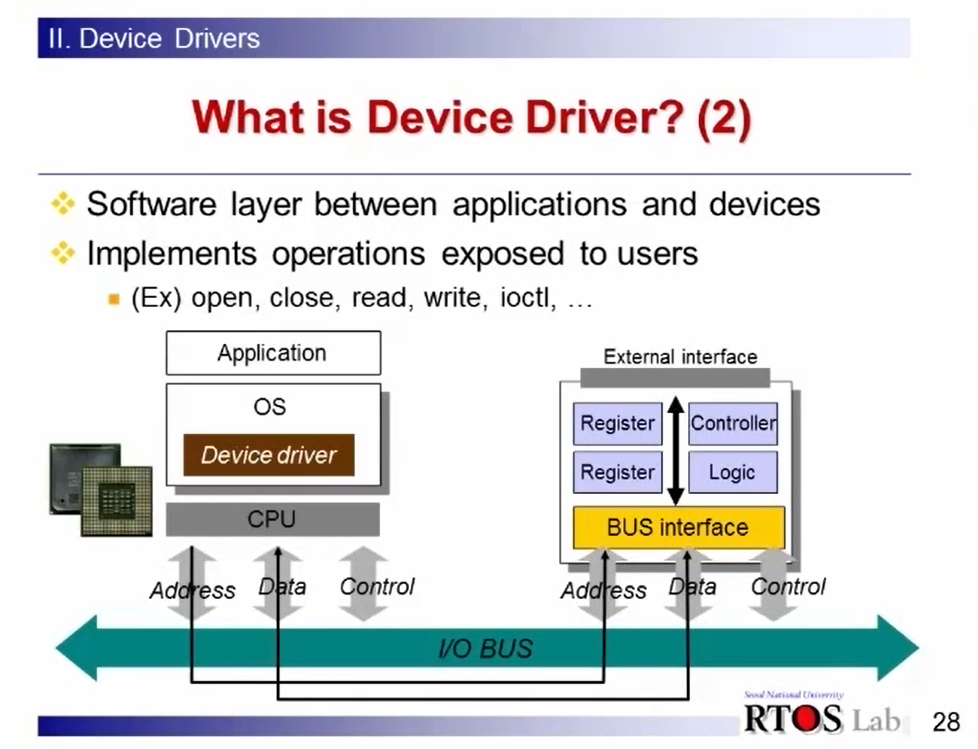 II. Device Drivers
What is Device Driver? (2)
Software layer between applications and devices
Implements operations exposed to users
(Ex) open, close, read, write, ioctl, …
Application
OS
Device driver
CPU
Address Data Control
External interface
Register Controller
Register Logic
BUS interface
Address Data Control
I/O BUS
Seoul National University
RTOS Lab
28